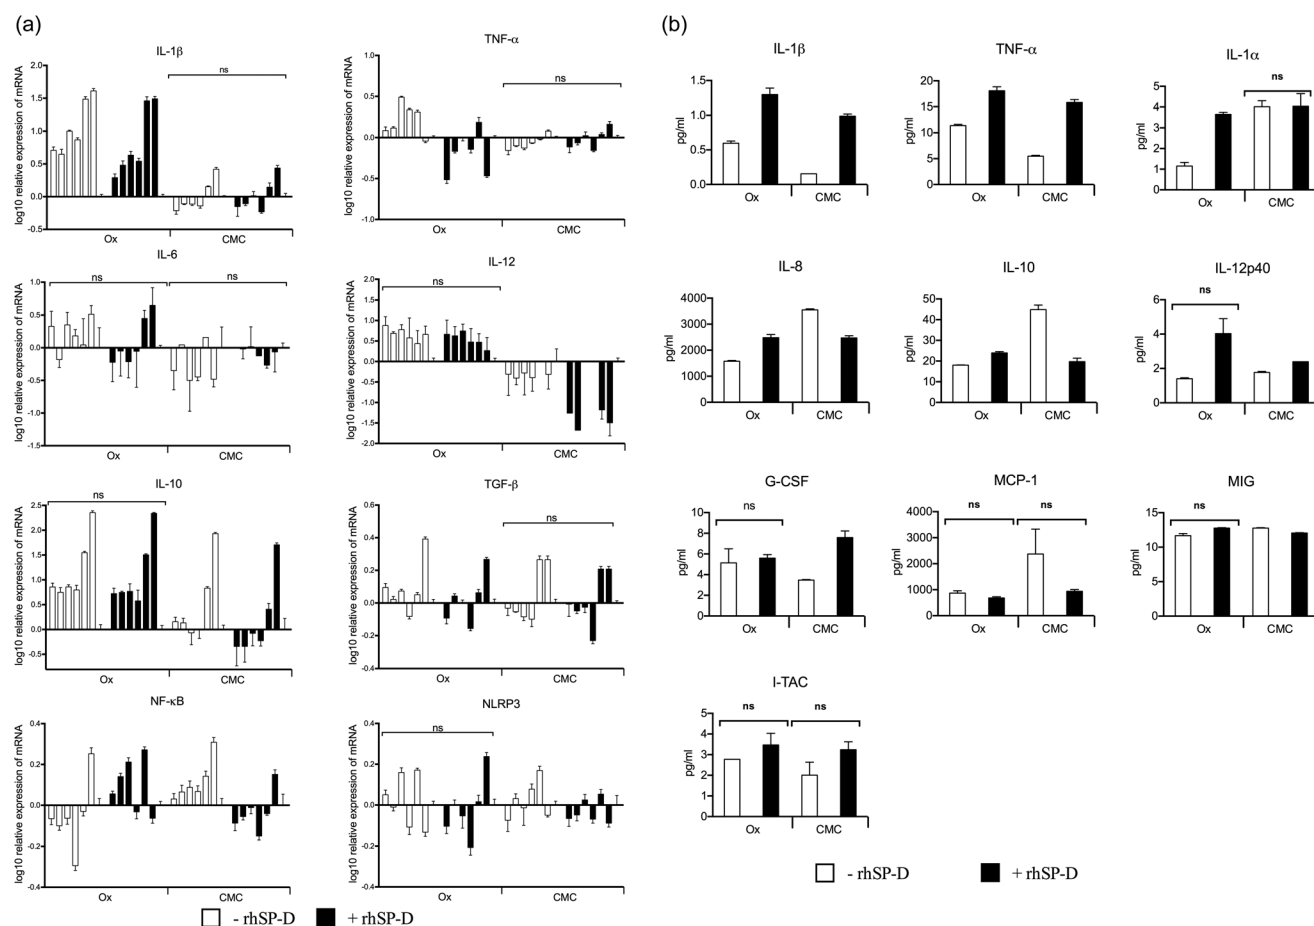 (a)
IL-1β
log10 relative expression of mRNA
2.0
1.5
1.0
0.5
0.0
-0.5
ns
Ox
CMC
TNF-α
log10 relative expression of mRNA
1.0
0.5
0.0
-0.5
-1.0
ns
Ox
CMC
IL-6
log10 relative expression of mRNA
1.0
0.5
0.0
-0.5
-1.0
-1.5
ns
ns
Ox
CMC
IL-12
log10 relative expression of mRNA
2.0
1.5
1.0
0.5
0.0
-0.5
-1.0
-1.5
-2.0
ns
Ox
CMC
IL-10
log10 relative expression of mRNA
2.5
2.0
1.5
1.0
0.5
0.0
-0.5
ns
Ox
CMC
TGF-β
log10 relative expression of mRNA
0.6
0.4
0.2
0.0
-0.2
-0.4
ns
Ox
CMC
NF-κB
log10 relative expression of mRNA
0.4
0.2
0.0
-0.2
-0.4
Ox
CMC
NLRP3
log10 relative expression of mRNA
0.4
0.2
0.0
-0.2
-0.4
ns
Ox
CMC
- rhSP-D
+ rhSP-D
(b)
IL-1β
pg/ml
1.5
1.0
0.5
0.0
Ox
CMC
TNF-α
pg/ml
20
15
10
5
0
Ox
CMC
IL-1α
pg/ml
5
4
3
2
1
0
ns
Ox
CMC
IL-8
pg/ml
4000
3000
2000
1000
0
Ox
CMC
IL-10
pg/ml
50
40
30
20
10
0
Ox
CMC
IL-12p40
pg/ml
6
4
2
0
ns
Ox
CMC
G-CSF
pg/ml
10
8
6
4
2
0
ns
Ox
CMC
MCP-1
pg/ml
4000
3000
2000
1000
0
ns
ns
Ox
CMC
MIG
pg/ml
15
10
5
0
ns
Ox
CMC
I-TAC
pg/ml
5
4
3
2
1
0
ns
ns
Ox
CMC
- rhSP-D
+ rhSP-D